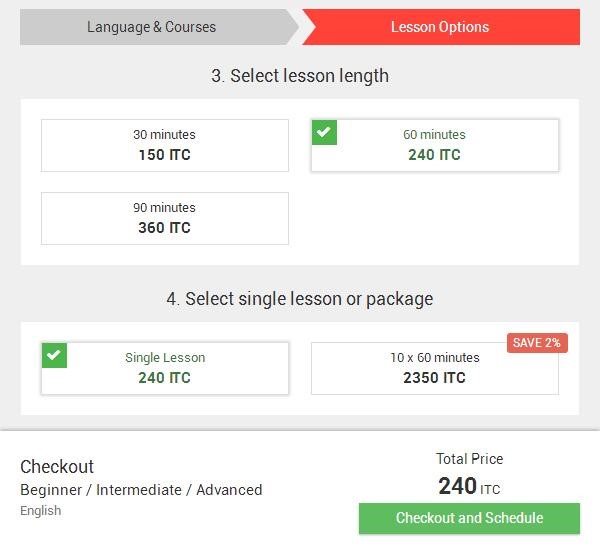 Language & Courses
Lesson Options
3. Select lesson length
30 minutes
150 ITC
60 minutes
240 ITC
90 minutes
360 ITC
4. Select single lesson or package
Single Lesson
240 ITC
SAVE 2%
10 x 60 minutes
2350 ITC
Checkout
Beginner / Intermediate / Advanced
English
Total Price
240 ITC
Checkout and Schedule